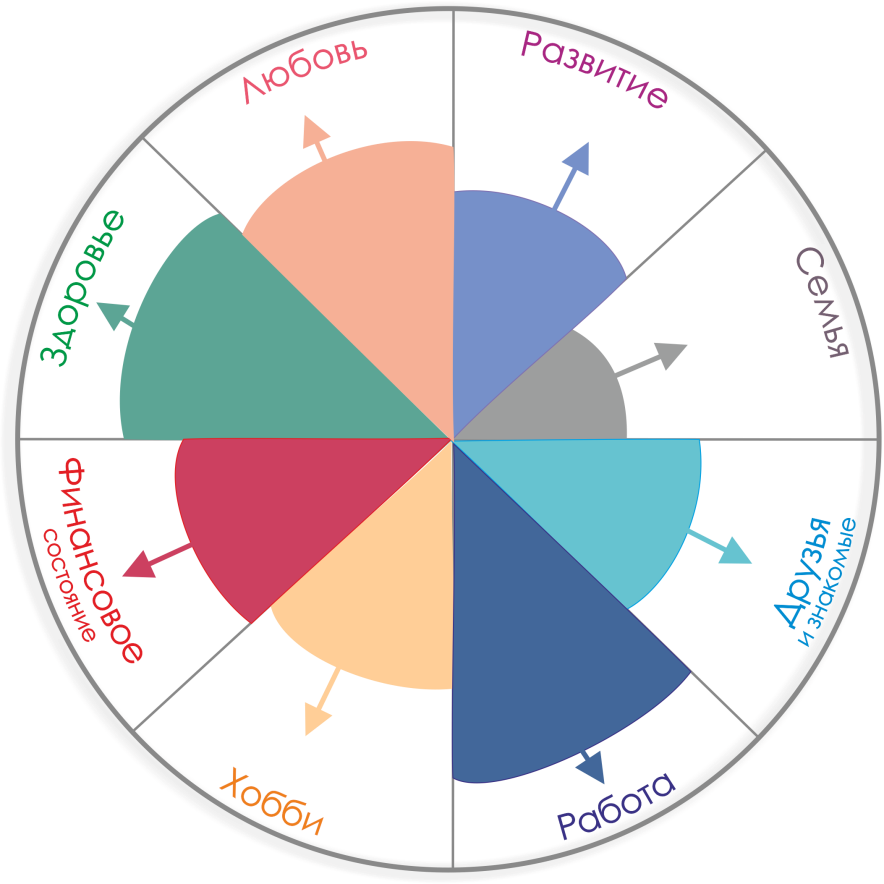 Любовь
Развитие
Семья
Друзья
и знакомые
Работа
Хобби
Финансовое
состояние
Здоровье